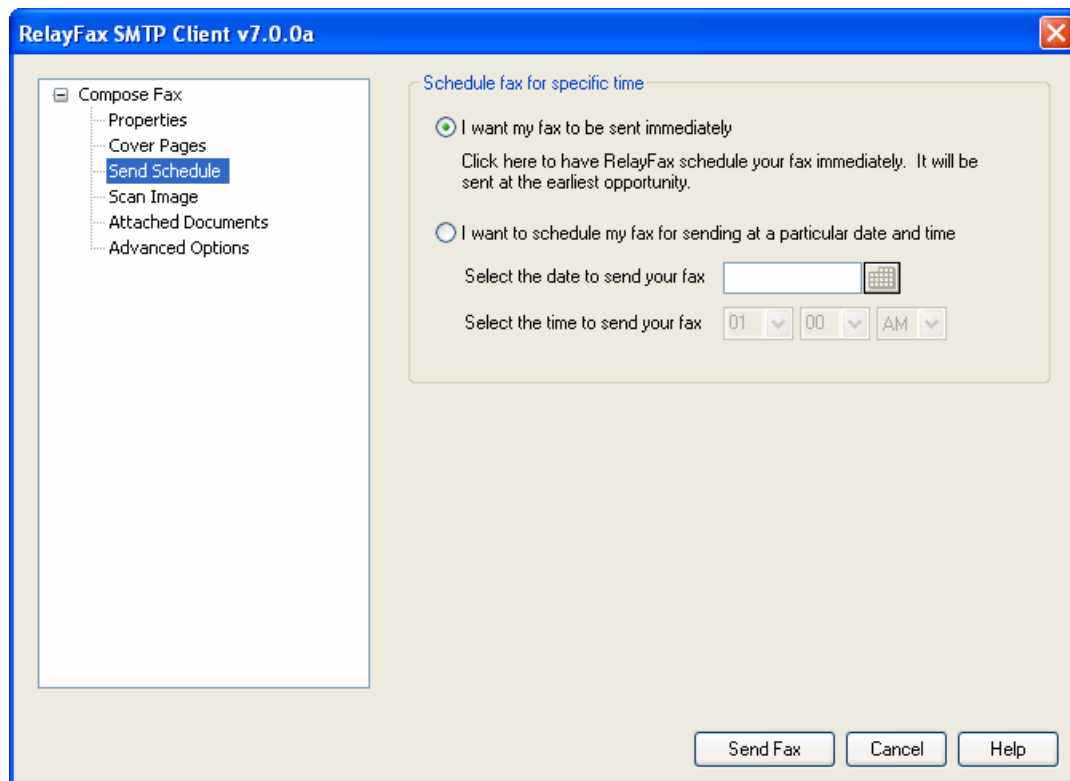 RelayFax SMTP Client v7.0.0a
Compose Fax
Properties
Cover Pages
Send Schedule
Scan Image
Attached Documents
Advanced Options
Schedule fax for specific time
I want my fax to be sent immediately
Click here to have RelayFax schedule your fax immediately. It will be
sent at the earliest opportunity.
I want to schedule my fax for sending at a particular date and time
Select the date to send your fax
Select the time to send your fax 01 00 AM
Send Fax Cancel Help